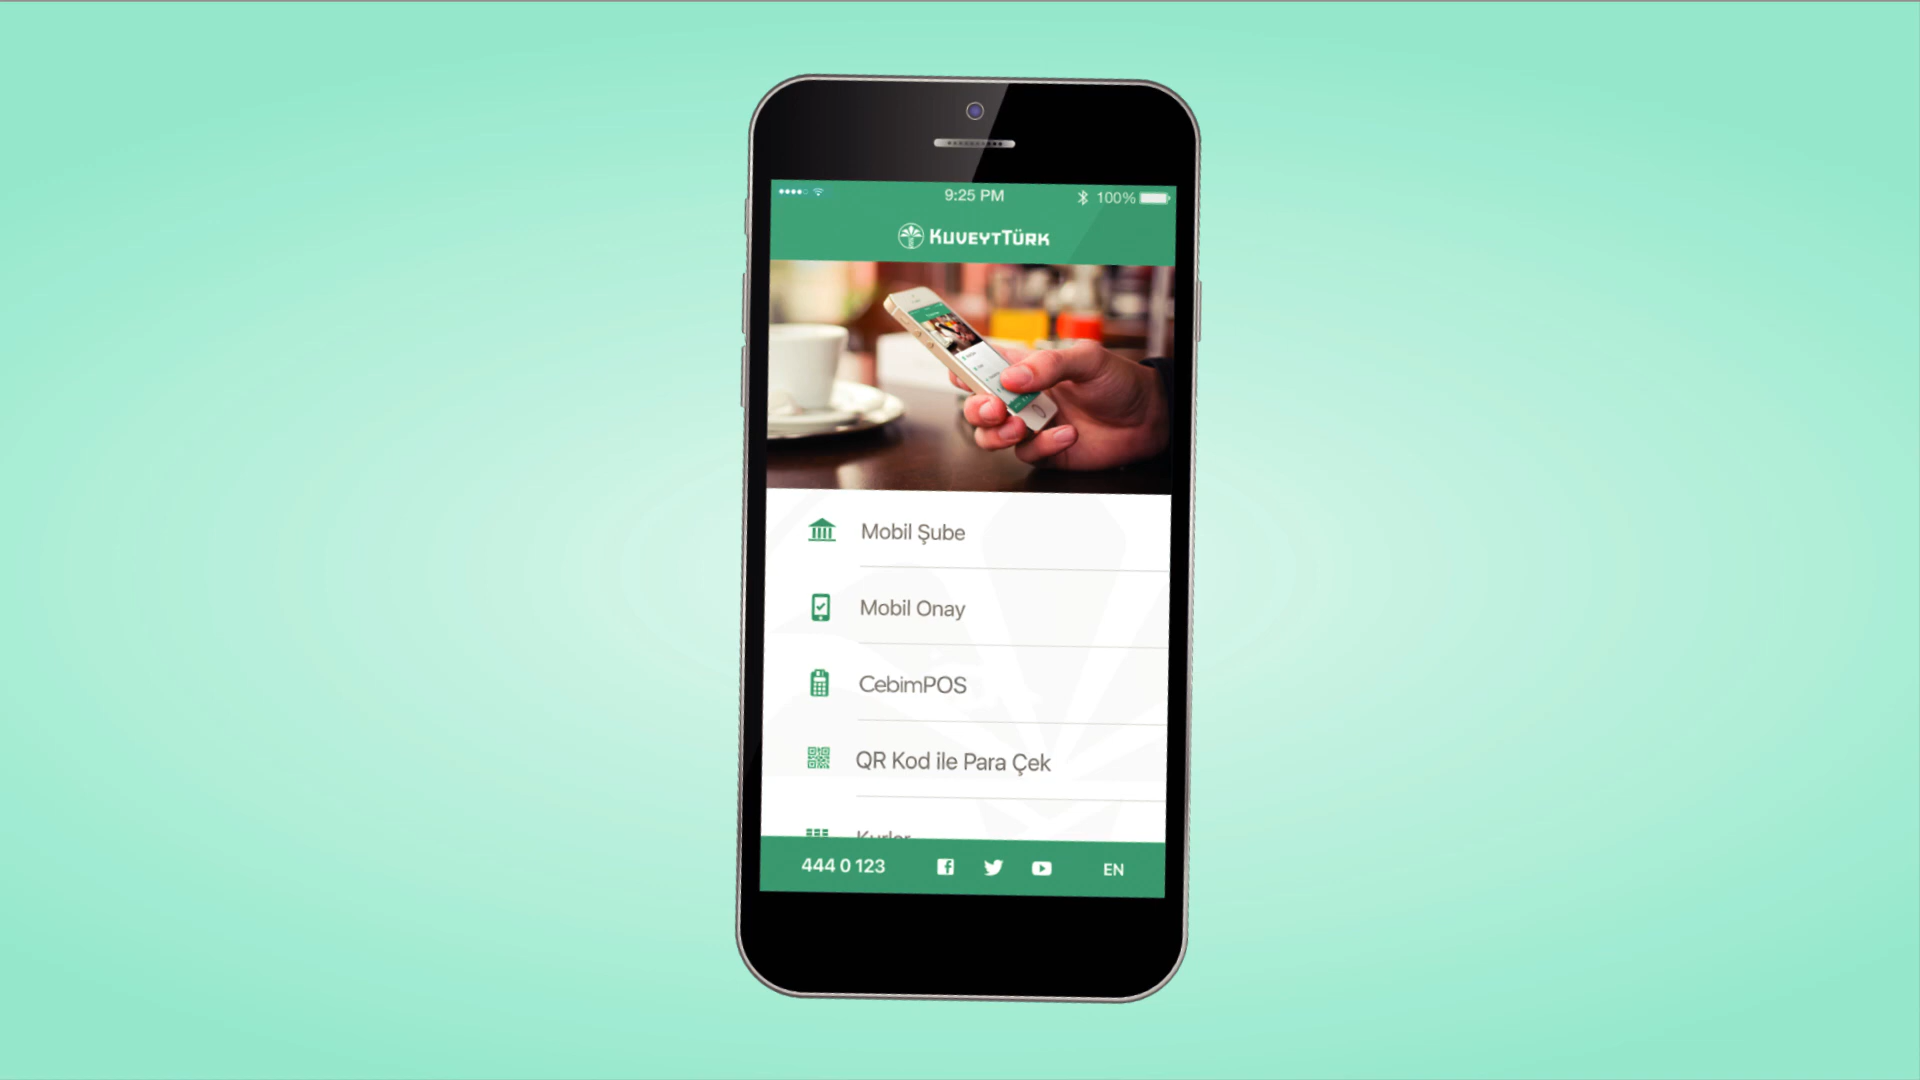 9:25 PM
100%
KUVEYTTÜRK
Mobil Şube
Mobil Onay
CebimPOS
QR Kod ile Para Çek
Kurlar
444 0 123
EN